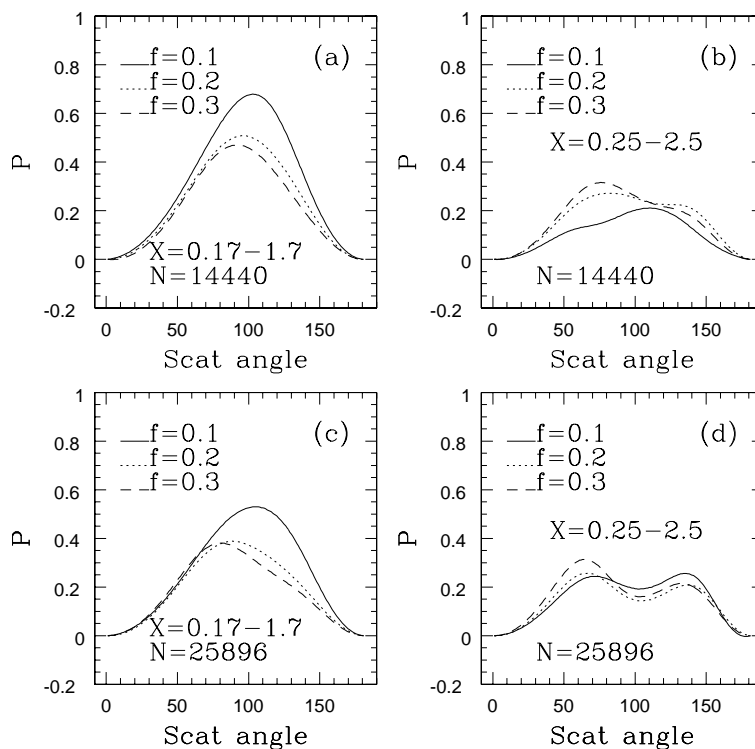 1
0.8
0.6
0.4
0.2
0
-0.2
P
(a)
f=0.1
f=0.2
f=0.3
X=0.17-1.7
N=14440
0 50 100 150
Scat angle
1
0.8
0.6
0.4
0.2
0
-0.2
P
(b)
f=0.1
f=0.2
f=0.3
X=0.25-2.5
N=14440
0 50 100 150
Scat angle
1
0.8
0.6
0.4
0.2
0
-0.2
P
(c)
f=0.1
f=0.2
f=0.3
X=0.17-1.7
N=25896
0 50 100 150
Scat angle
1
0.8
0.6
0.4
0.2
0
-0.2
P
(d)
f=0.1
f=0.2
f=0.3
X=0.25-2.5
N=25896
0 50 100 150
Scat angle